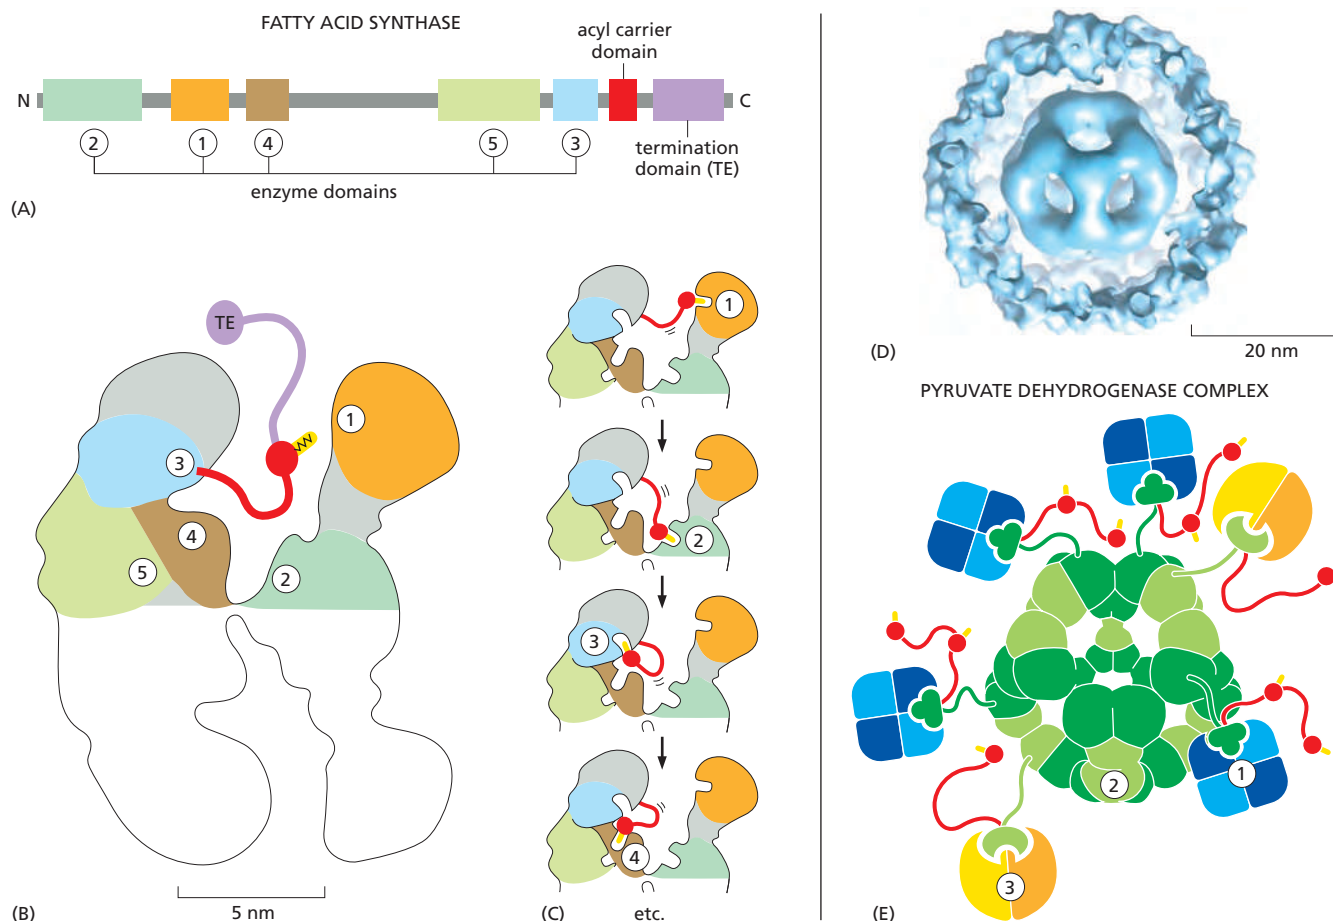 FATTY ACID SYNTHASE
acyl carrier
domain
N
C
2
1
4
5
3
enzyme domains
termination
domain (TE)
(A)
TE
1
3
4
5
2
5 nm
(B)
1
2
3
4
(C)
etc.
20 nm
(D)
PYRUVATE DEHYDROGENASE COMPLEX
1
2
3
(E)